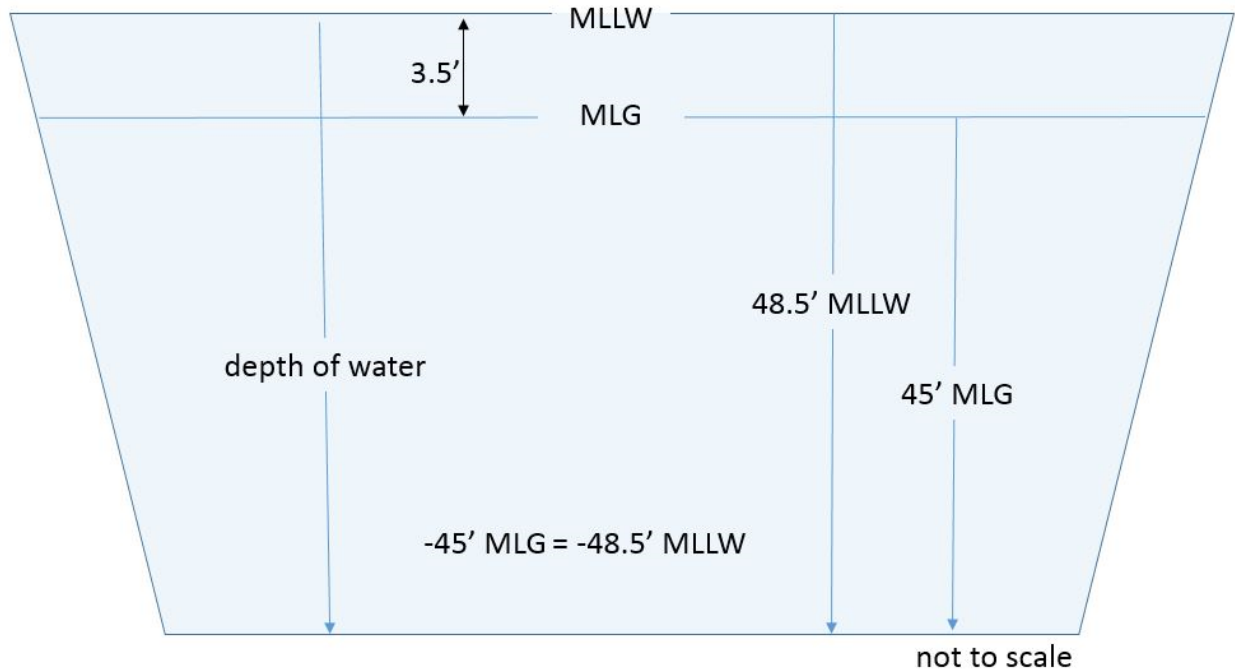 MLLW
3.5’
MLG
48.5’ MLLW
depth of water
45’ MLG
-45’ MLG = -48.5’ MLLW
not to scale